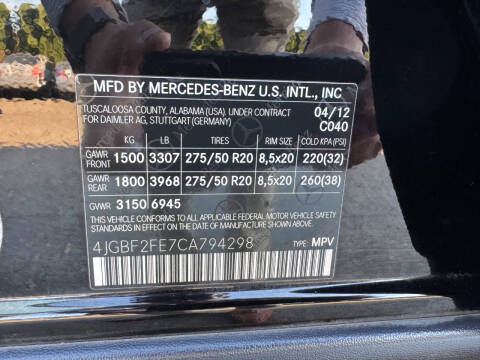 MFD BY MERCEDES-BENZ U.S. INTL., INC
TUSCALOOSA COUNTY, ALABAMA (USA). UNDER CONTRACT 04/12
FOR DAIMLER AG, STUTTGART (GERMANY) C040
KG LB TIRES RIM SIZE COLD KPA (PSI)
GAWR FRONT 1500 3307 275/50 R20 8,5x20 220(32)
GAWR REAR 1800 3968 275/50 R20 8,5x20 260(38)
GVWR 3150 6945
THIS VEHICLE CONFORMS TO ALL APPLICABLE FEDERAL MOTOR VEHICLE SAFETY
STANDARDS IN EFFECT ON THE DATE OF MANUFACTURE SHOWN ABOVE.
4JGBF2FE7CA794298 TYPE: MPV